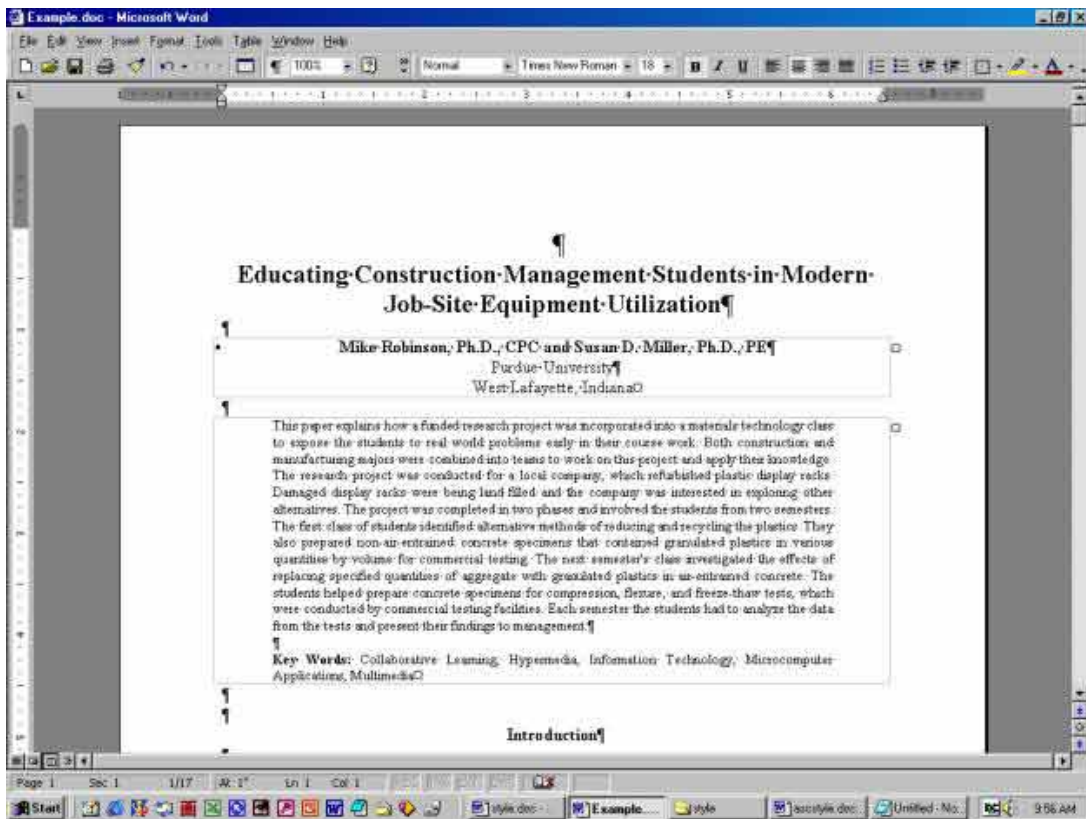 Example.doc - Microsoft Word
File Edit View Insert Format Tools Table Window Help
100% Normal Times New Roman 18 B I U A
1 2 3 4 5 6
¶
Educating·Construction·Management·Students·in·Modern·
Job-Site·Equipment·Utilization¶
¶
Mike·Robinson,·Ph.D.,·CPC·and·Susan·D.·Miller,·Ph.D.,·PE¶
Purdue·University¶
West·Lafayette,·Indiana¤
¶
This paper explains how a funded research project was incorporated into a materials technology class
to expose the students to real world problems early in their course work. Both construction and
manufacturing majors were combined into teams to work on this project and apply their knowledge.
The research project was conducted for a local company, which refurbished plastic display racks.
Damaged display racks were being land filled and the company was interested in exploring other
alternatives. The project was completed in two phases and involved the students from two semesters.
The first class of students identified alternative methods of reducing and recycling the plastics. They
also prepared non-air-entrained concrete specimens that contained granulated plastics in various
quantities by volume for commercial testing. The next semester's class investigated the effects of
replacing specified quantities of aggregate with granulated plastics in air-entrained concrete. The
students helped prepare concrete specimens for compression, flexure, and freeze-thaw tests, which
were conducted by commercial testing facilities. Each semester the students had to analyze the data
from the tests and present their findings to management.¶
¶
Key Words: Collaborative Learning, Hypermedia, Information Technology, Microcomputer
Applications, Multimedia¤
¶
¶
Introduction¶
Page 1 Sec 1 1/17 At 1" Ln 1 Col 1
Start style.doc - ... Example.... style ascstyle.doc Untitled - No... 9:56 AM